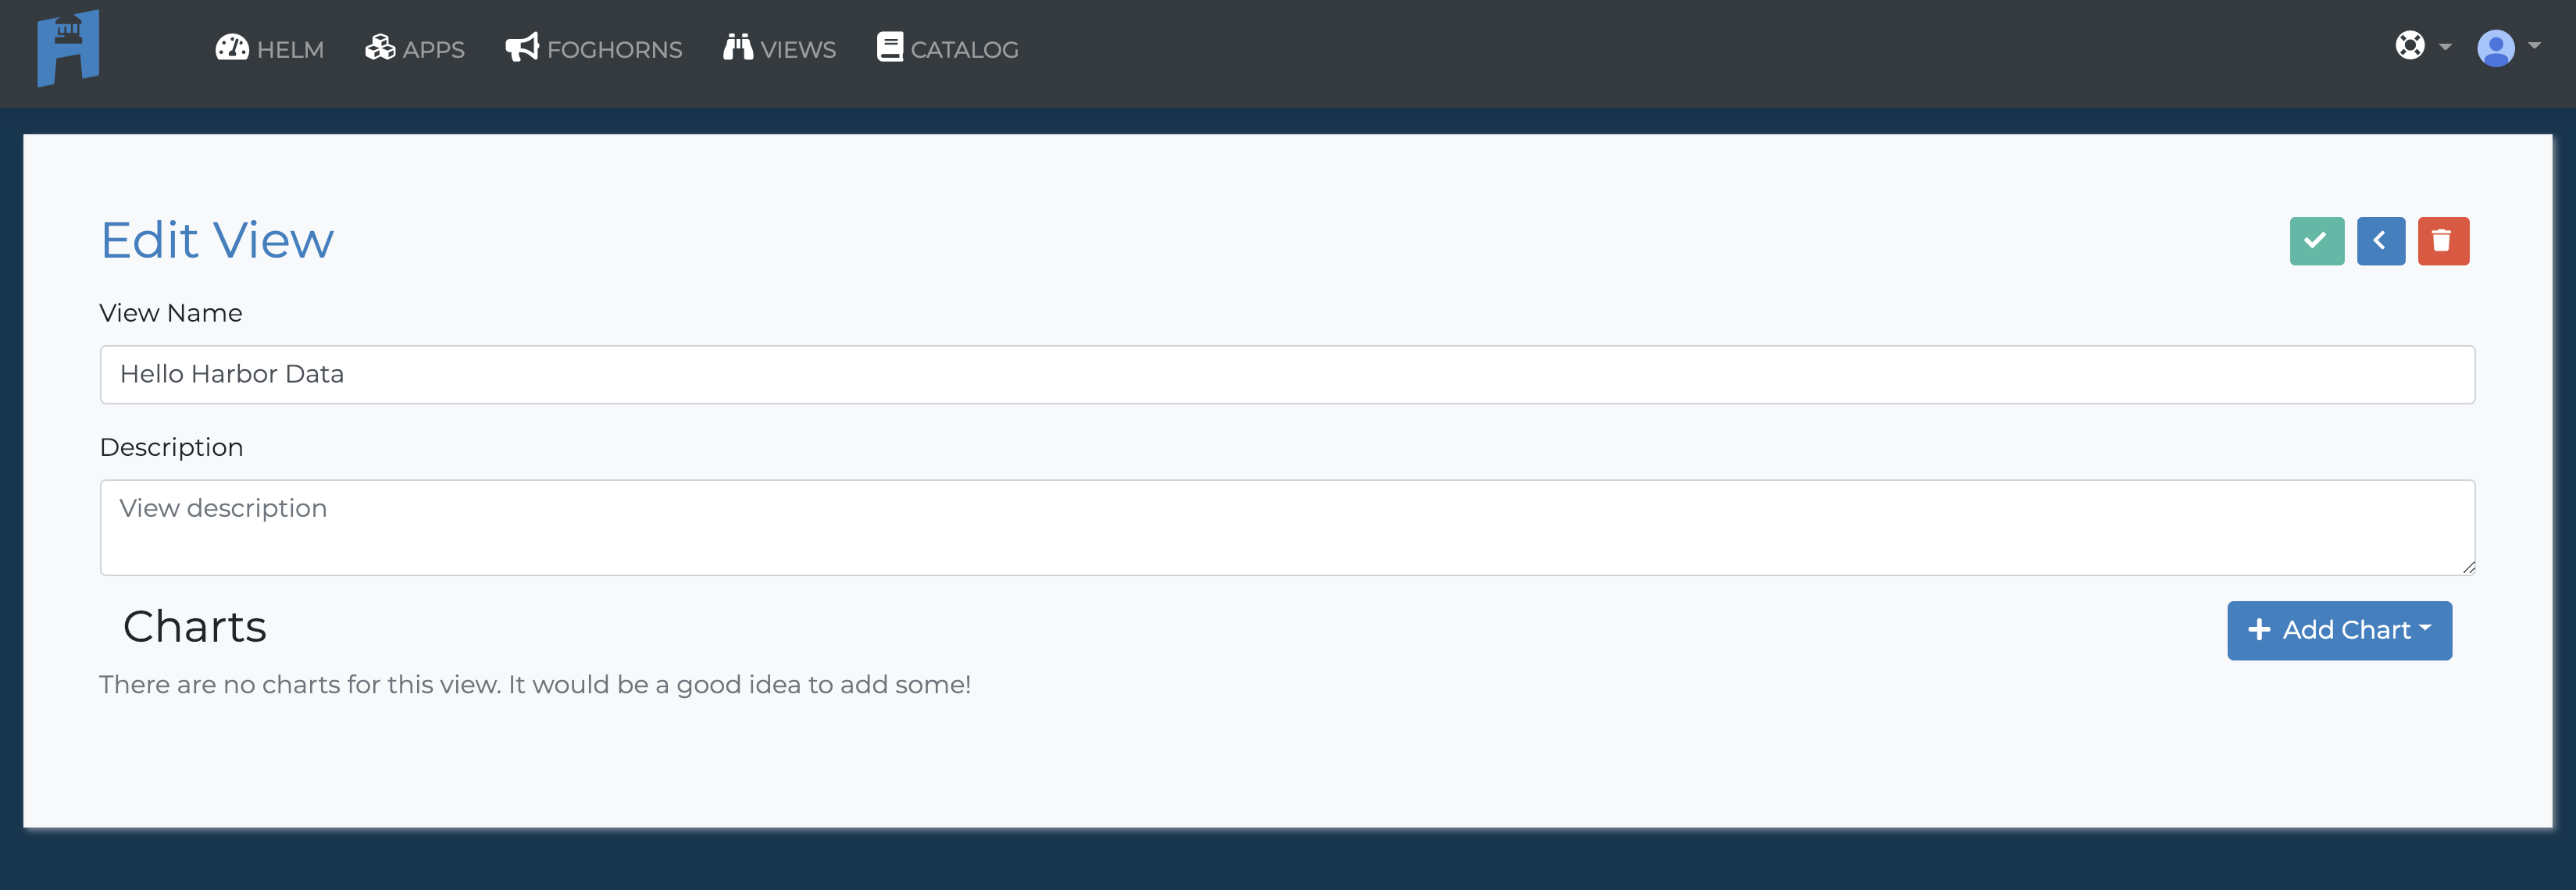 HELM APPS FOGHORNS VIEWS CATALOG
Edit View
View Name
Hello Harbor Data
Description
View description
Charts
Add Chart
There are no charts for this view. It would be a good idea to add some!